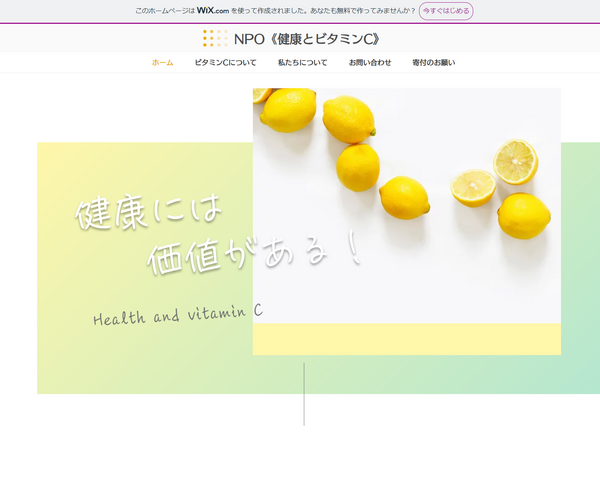 このホームページは WiX.com を使って作成されました。あなたも無料で作ってみませんか？ 今すぐはじめる
NPO《健康とビタミンC》
ホーム ビタミンCについて 私たちについて お問い合わせ 寄付のお願い
健康には
価値がある！
Health and vitamin C